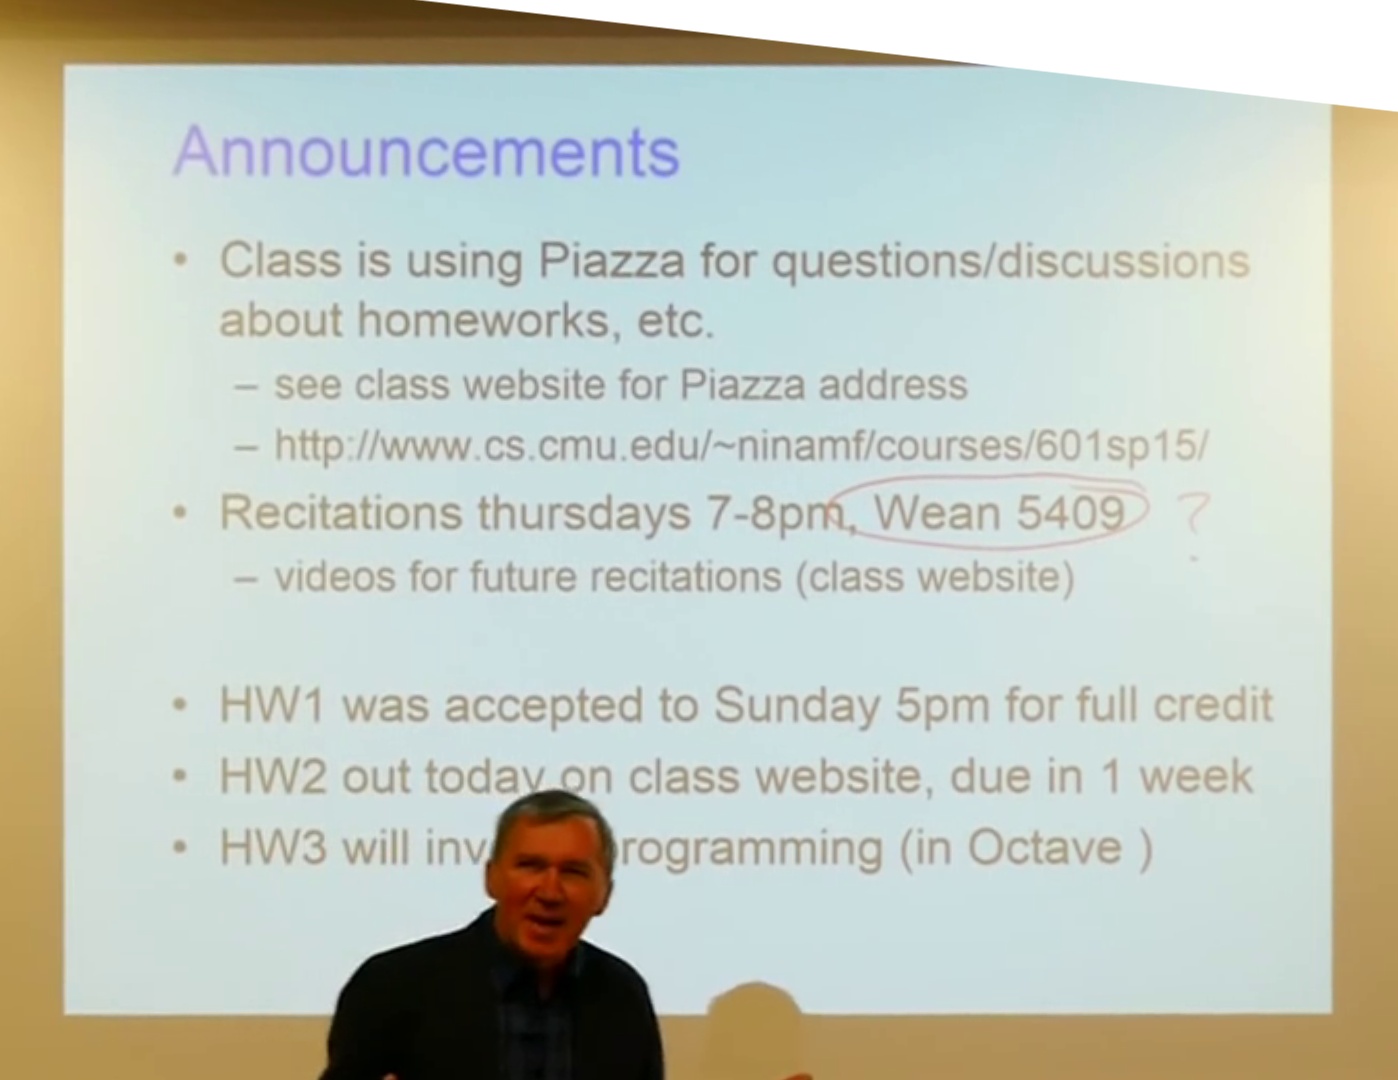 Announcements
• Class is using Piazza for questions/discussions
about homeworks, etc.
– see class website for Piazza address
– http://www.cs.cmu.edu/~ninamf/courses/601sp15/
• Recitations thursdays 7-8pm, Wean 5409 ?
– videos for future recitations (class website)
• HW1 was accepted to Sunday 5pm for full credit
• HW2 out today on class website, due in 1 week
• HW3 will (in Octave )